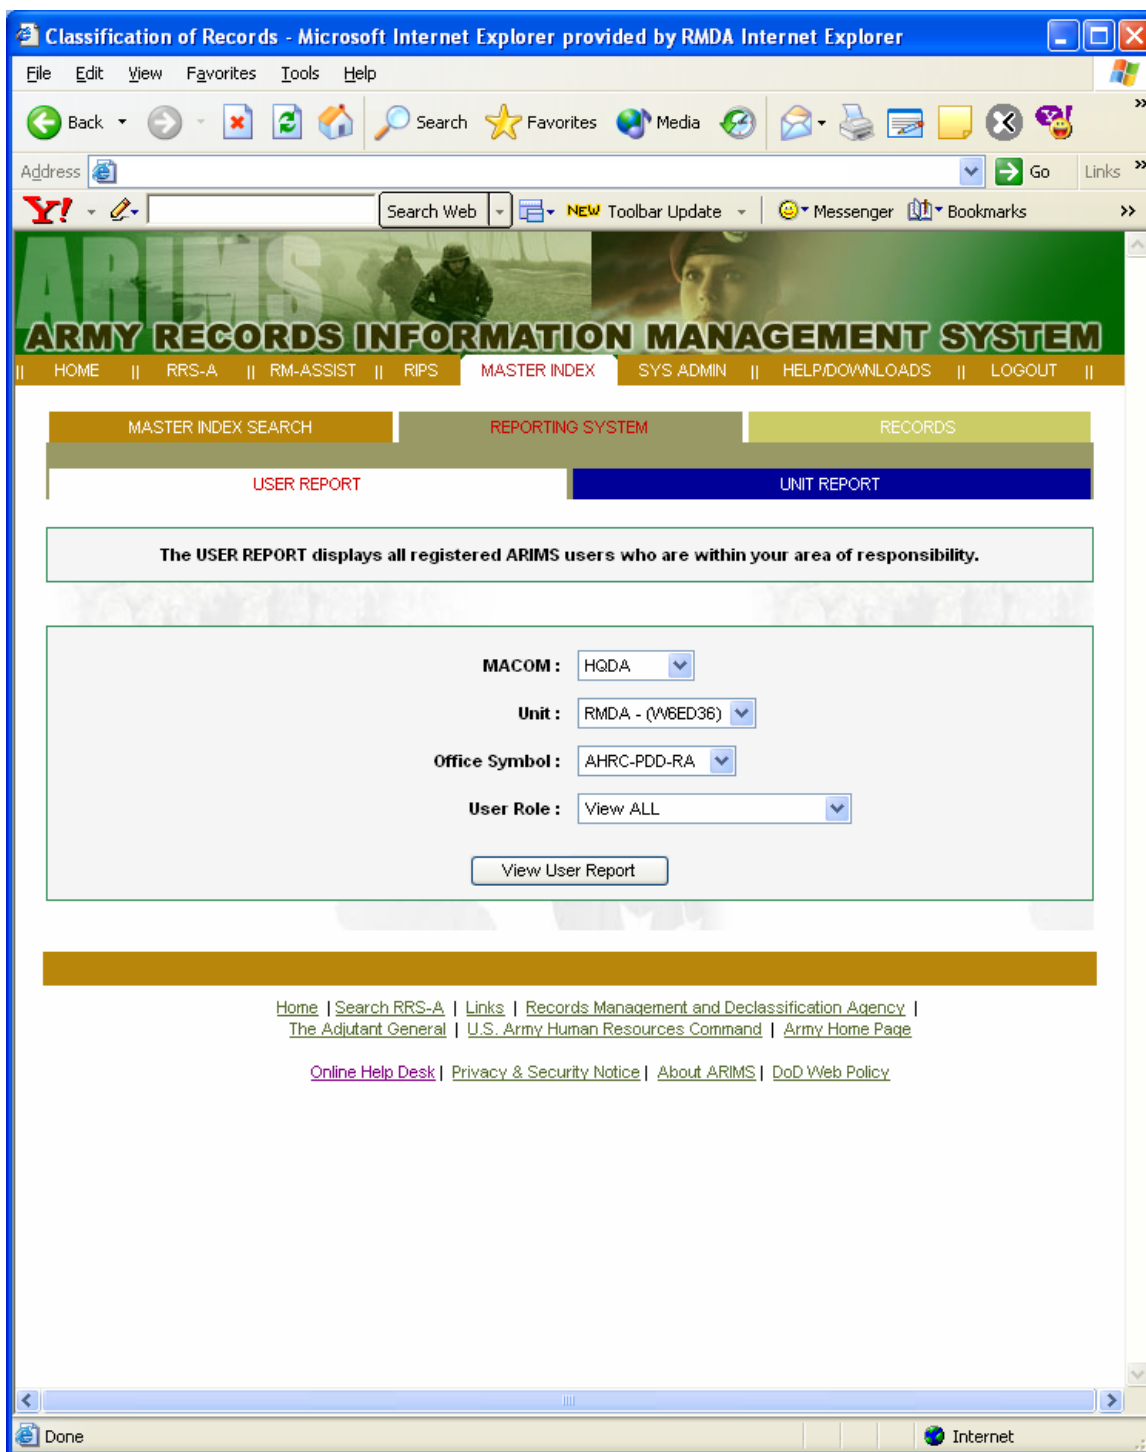 Classification of Records - Microsoft Internet Explorer provided by RMDA Internet Explorer
File Edit View Favorites Tools Help
Back Search Favorites Media
Address Go Links
Y! Search Web NEW Toolbar Update Messenger Bookmarks
ARIMS
ARMY RECORDS INFORMATION MANAGEMENT SYSTEM
|| HOME || RRS-A || RM-ASSIST || RIPS MASTER INDEX SYS ADMIN || HELP/DOWNLOADS || LOGOUT ||
MASTER INDEX SEARCH REPORTING SYSTEM RECORDS
USER REPORT UNIT REPORT
The USER REPORT displays all registered ARIMS users who are within your area of responsibility.
MACOM : HQDA
Unit : RMDA - (W6ED36)
Office Symbol : AHRC-PDD-RA
User Role : View ALL
View User Report
Home | Search RRS-A | Links | Records Management and Declassification Agency |
The Adjutant General | U.S. Army Human Resources Command | Army Home Page
Online Help Desk | Privacy & Security Notice | About ARIMS | DoD Web Policy
Done Internet